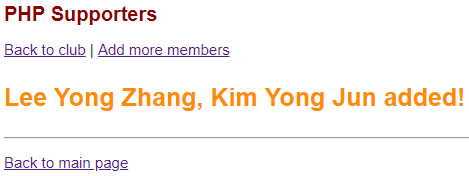 PHP Supporters
Back to club | Add more members
Lee Yong Zhang, Kim Yong Jun added!
Back to main page